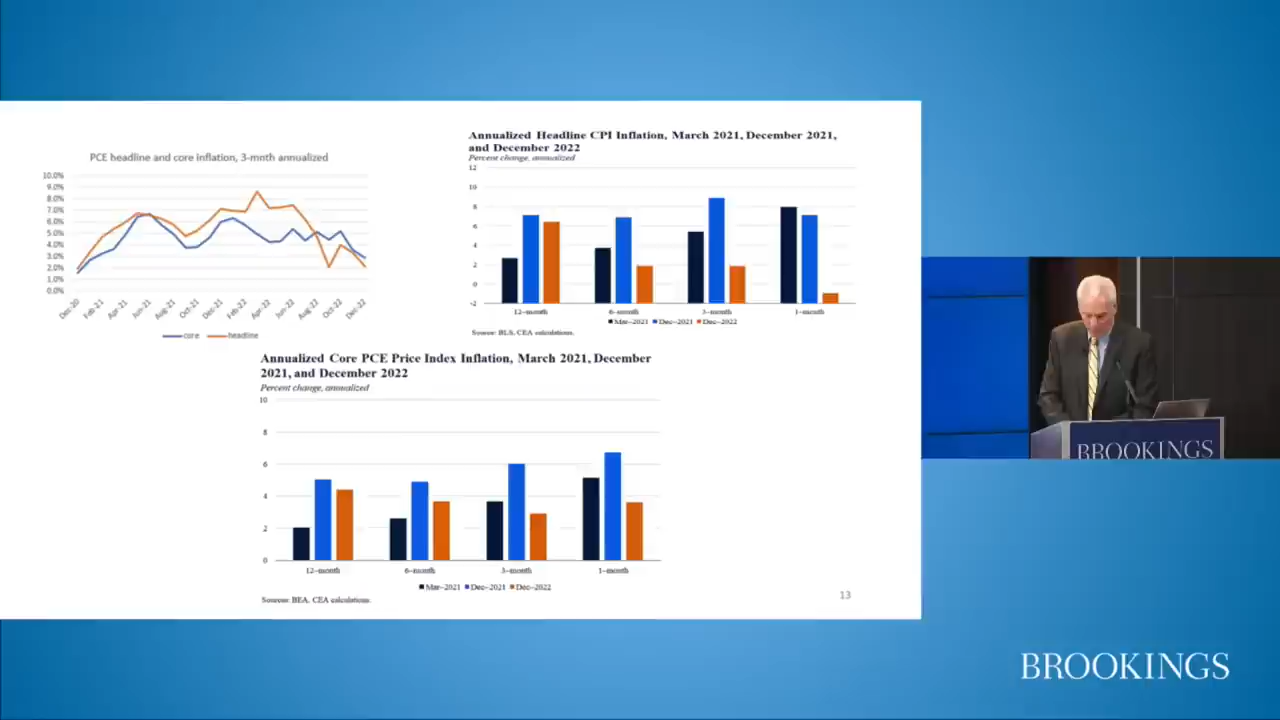 PCE headline and core inflation, 3-mnth annualized
10.0%
9.0%
8.0%
7.0%
6.0%
5.0%
4.0%
3.0%
2.0%
1.0%
0.0%
Dec-20 Feb-21 Apr-21 Jun-21 Aug-21 Oct-21 Dec-21 Feb-22 Apr-22 Jun-22 Aug-22 Oct-22 Dec-22
core headline
Annualized Headline CPI Inflation, March 2021, December 2021,
and December 2022
Percent change, annualized
12
10
8
6
4
2
0
-2
12-month 6-month 3-month 1-month
Mar-2021 Dec-2021 Dec-2022
Source: BLS, CEA calculations.
Annualized Core PCE Price Index Inflation, March 2021, December
2021, and December 2022
Percent change, annualized
10
8
6
4
2
0
12-month 6-month 3-month 1-month
Mar-2021 Dec-2021 Dec-2022
Sources: BEA, CEA calculations.
13
BROOKINGS
BROOKINGS